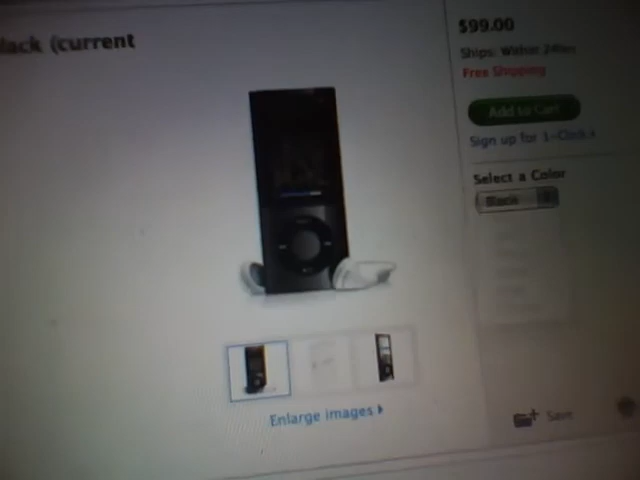 Black (current
$99.00
Ships: Within 24hrs
Free Shipping
Add to Cart
Sign up for 1-Click
Select a Color
Black
Enlarge images
Save